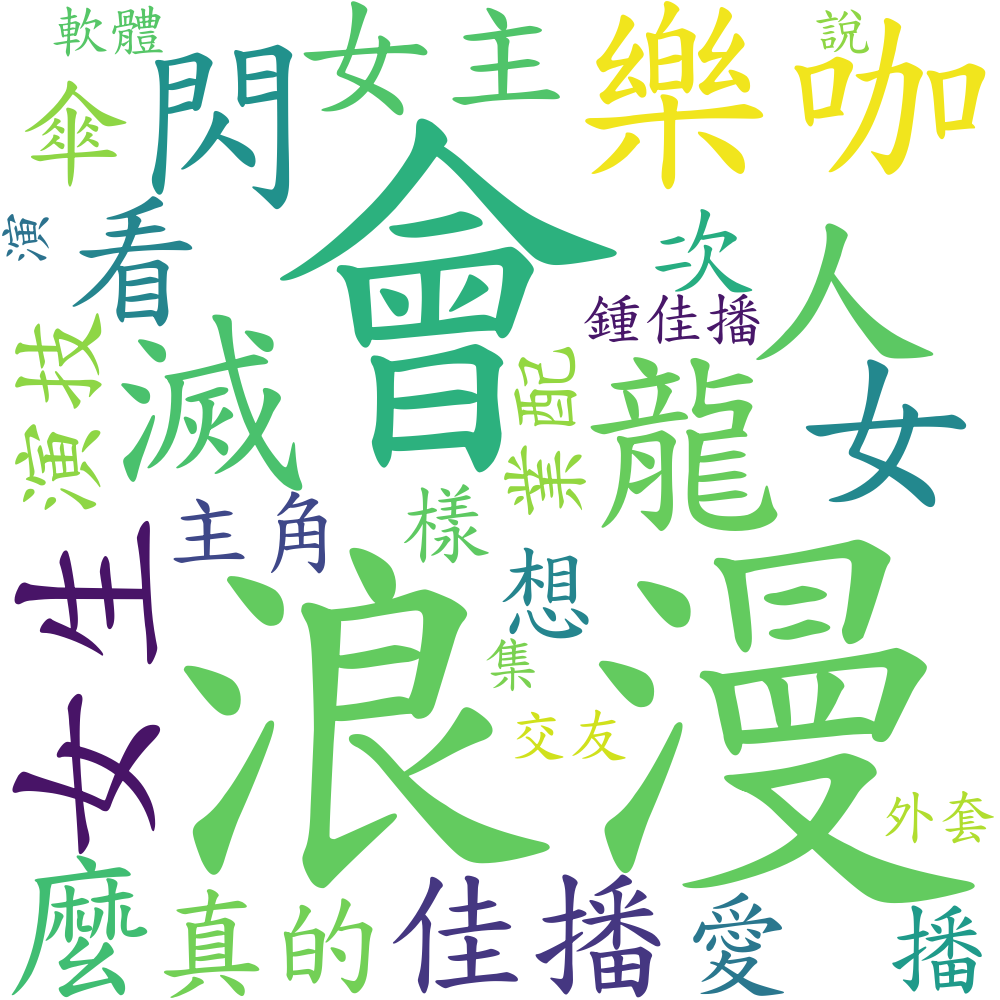 軟體
女主
樂
咖
說
傘
閃
會
演
看
次
人
鍾佳播
演技
滅
業配
龍
女
女生
主角
樣
想
浪漫
集
交友
外套
麼
真的
佳播
愛
播